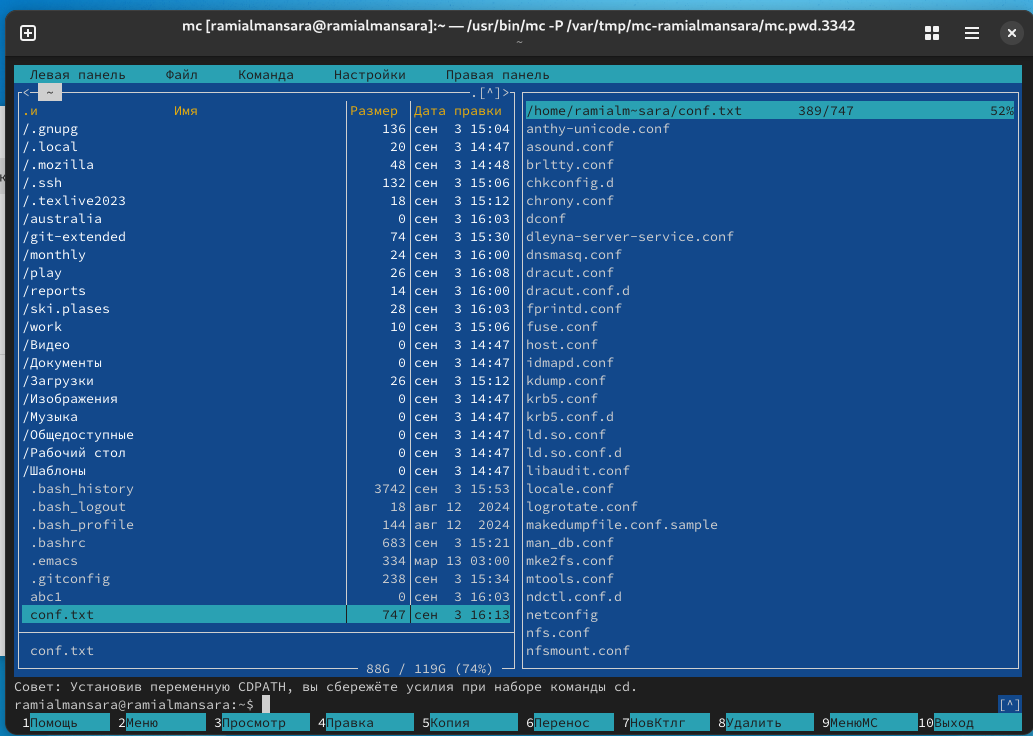 mc [ramialmansara@ramialmansara]:~ — /usr/bin/mc -P /var/tmp/mc-ramialmansara/mc.pwd.3342
~
Левая панель Файл Команда Настройки Правая панель
<─ ~ .[^]>
.и Имя Размер Дата правки
/.gnupg 136 сен 3 15:04
/.local 20 сен 3 14:47
/.mozilla 48 сен 3 14:48
/.ssh 132 сен 3 15:06
/.texlive2023 18 сен 3 15:12
/australia 0 сен 3 16:03
/git-extended 74 сен 3 15:30
/monthly 24 сен 3 16:00
/play 26 сен 3 16:08
/reports 14 сен 3 16:00
/ski.plases 28 сен 3 16:03
/work 10 сен 3 15:06
/Видео 0 сен 3 14:47
/Документы 0 сен 3 14:47
/Загрузки 26 сен 3 15:12
/Изображения 0 сен 3 14:47
/Музыка 0 сен 3 14:47
/Общедоступные 0 сен 3 14:47
/Рабочий стол 0 сен 3 14:47
/Шаблоны 0 сен 3 14:47
.bash_history 3742 сен 3 15:53
.bash_logout 18 авг 12 2024
.bash_profile 144 авг 12 2024
.bashrc 683 сен 3 15:21
.emacs 334 мар 13 03:00
.gitconfig 238 сен 3 15:34
abc1 0 сен 3 16:03
conf.txt 747 сен 3 16:13
conf.txt
88G / 119G (74%)
/home/ramialm~sara/conf.txt 389/747 52%
anthy-unicode.conf
asound.conf
brltty.conf
chkconfig.d
chrony.conf
dconf
dleyna-server-service.conf
dnsmasq.conf
dracut.conf
dracut.conf.d
fprintd.conf
fuse.conf
host.conf
idmapd.conf
kdump.conf
krb5.conf
krb5.conf.d
ld.so.conf
ld.so.conf.d
libaudit.conf
locale.conf
logrotate.conf
makedumpfile.conf.sample
man_db.conf
mke2fs.conf
mtools.conf
ndctl.conf.d
netconfig
nfs.conf
nfsmount.conf
Совет: Установив переменную CDPATH, вы сбережёте усилия при наборе команды cd.
ramialmansara@ramialmansara:~$ [^]
1Помощь 2Меню 3Просмотр 4Правка 5Копия 6Перенос 7НовКтлг 8Удалить 9МенюМС 10Выход